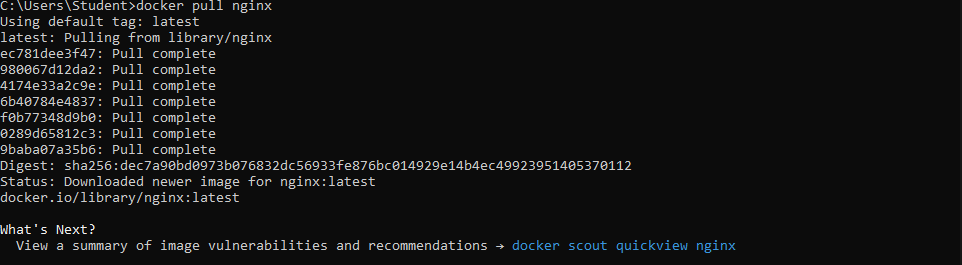 C:\Users\Student>docker pull nginx
Using default tag: latest
latest: Pulling from library/nginx
ec781dee3f47: Pull complete
980067d12da2: Pull complete
4174e33a2c9e: Pull complete
6b40784e4837: Pull complete
f0b77348d9b0: Pull complete
0289d65812c3: Pull complete
9baba07a35b6: Pull complete
Digest: sha256:dec7a90bd0973b076832dc56933fe876bc014929e14b4ec49923951405370112
Status: Downloaded newer image for nginx:latest
docker.io/library/nginx:latest
What's Next?
View a summary of image vulnerabilities and recommendations → docker scout quickview nginx